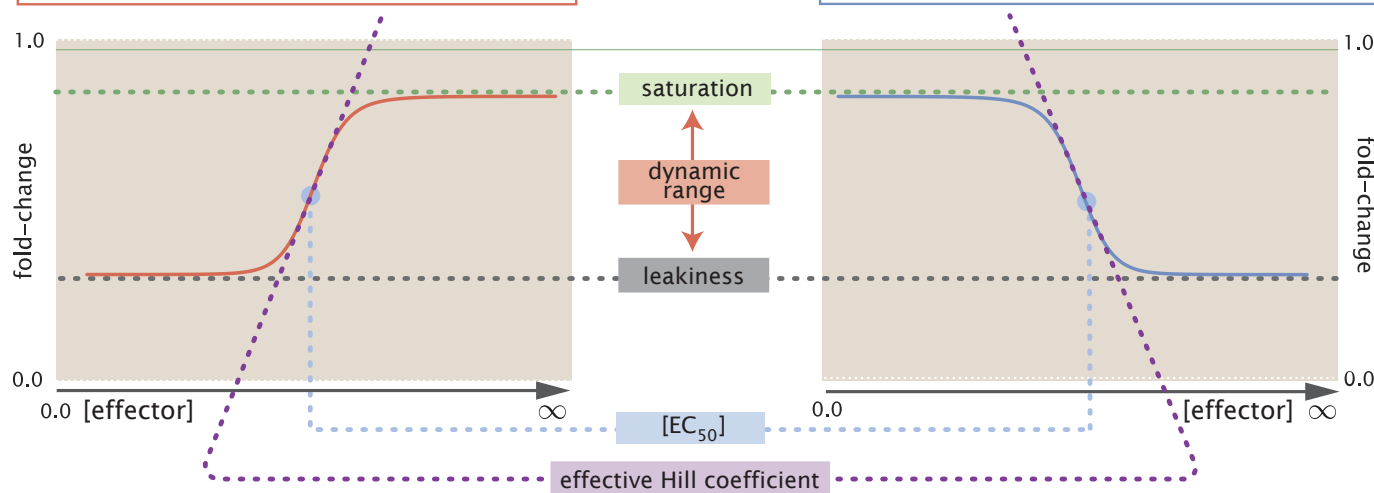 1.0
1.0
saturation
dynamic
range
leakiness
fold-change
fold-change
0.0
0.0
0.0
[effector]
∞
0.0
[effector]
∞
[EC50]
effective Hill coefficient